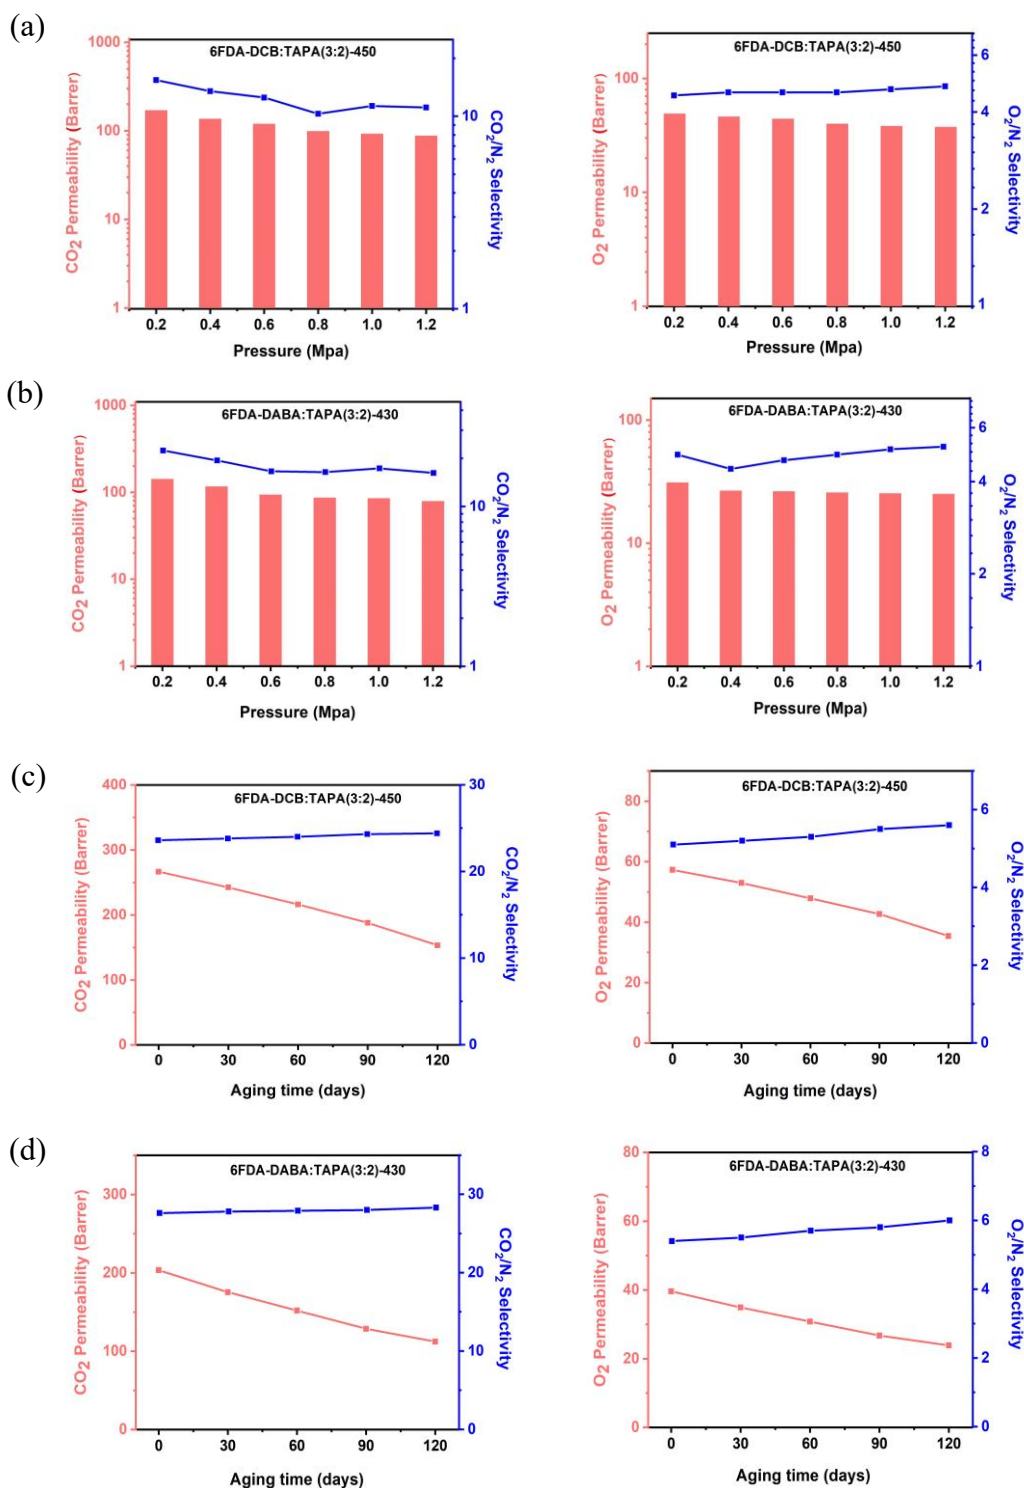 (a)
6FDA-DCB:TAPA(3:2)-450
CO2 Permeability (Barrer)
1000
100
10
1
CO2/N2 Selectivity
10
1
0.2 0.4 0.6 0.8 1.0 1.2
Pressure (Mpa)
6FDA-DCB:TAPA(3:2)-450
O2 Permeability (Barrer)
100
10
1
O2/N2 Selectivity
6
4
2
1
0.2 0.4 0.6 0.8 1.0 1.2
Pressure (Mpa)
(b)
6FDA-DABA:TAPA(3:2)-430
CO2 Permeability (Barrer)
1000
100
10
1
CO2/N2 Selectivity
10
1
0.2 0.4 0.6 0.8 1.0 1.2
Pressure (Mpa)
6FDA-DABA:TAPA(3:2)-430
O2 Permeability (Barrer)
100
10
1
O2/N2 Selectivity
6
4
2
1
0.2 0.4 0.6 0.8 1.0 1.2
Pressure (Mpa)
(c)
6FDA-DCB:TAPA(3:2)-450
CO2 Permeability (Barrer)
400
300
200
100
0
CO2/N2 Selectivity
30
20
10
0
0 30 60 90 120
Aging time (days)
6FDA-DCB:TAPA(3:2)-450
O2 Permeability (Barrer)
80
60
40
20
0
O2/N2 Selectivity
6
4
2
0
0 30 60 90 120
Aging time (days)
(d)
6FDA-DABA:TAPA(3:2)-430
CO2 Permeability (Barrer)
300
200
100
0
CO2/N2 Selectivity
30
20
10
0
0 30 60 90 120
Aging time (days)
6FDA-DABA:TAPA(3:2)-430
O2 Permeability (Barrer)
80
60
40
20
0
O2/N2 Selectivity
8
6
4
2
0
0 30 60 90 120
Aging time (days)